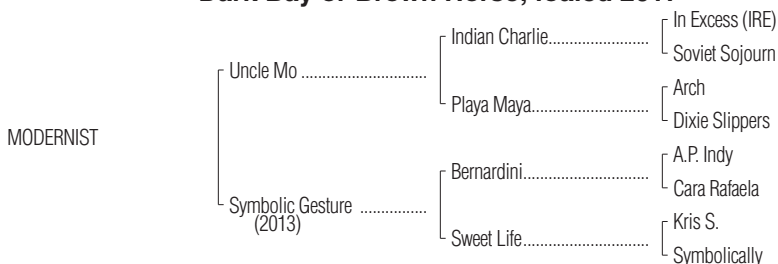 Dark Bay or Brown Horse; foaled 2017
In Excess (IRE)
Indian Charlie
Soviet Sojourn
Uncle Mo
Arch
Playa Maya
Dixie Slippers
MODERNIST
A.P. Indy
Bernardini
Cara Rafaela
Symbolic Gesture
(2013)
Kris S.
Sweet Life
Symbolically